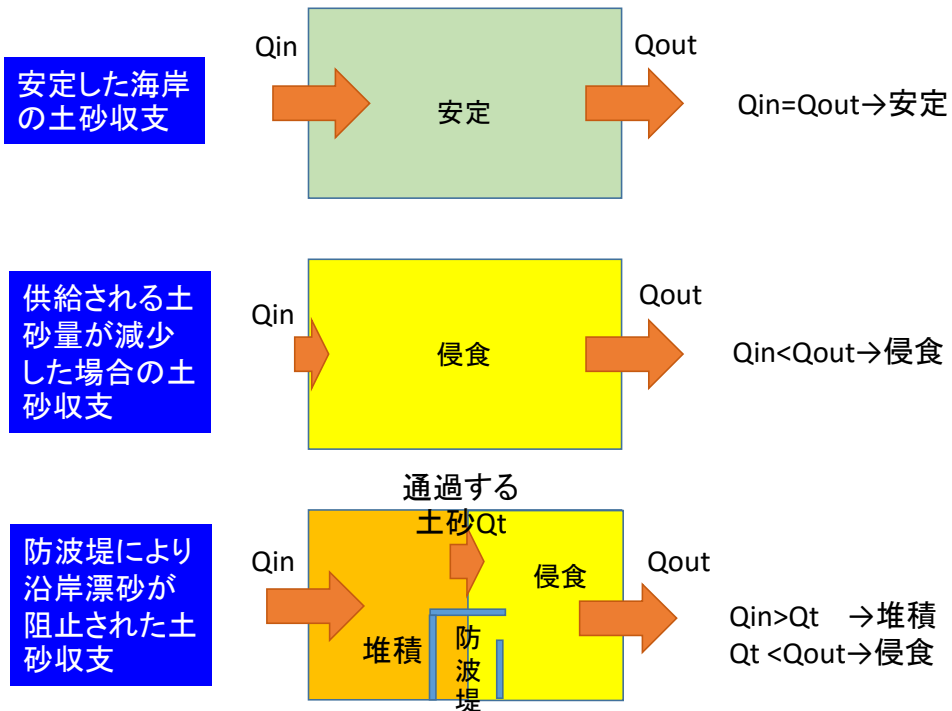 安定した海岸
の土砂収支
Qin
安定
Qout
Qin=Qout→安定
供給される土
砂量が減少
した場合の土
砂収支
Qin
侵食
Qout
Qin<Qout→侵食
防波堤により
沿岸漂砂が
阻止された土
砂収支
Qin
通過する
土砂Qt
堆積
防
波
堤
侵食
Qout
Qin>Qt →堆積
Qt <Qout→侵食